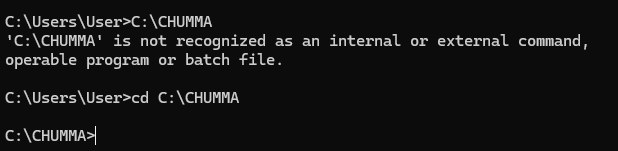 C:\Users\User>C:\CHUMMA
'C:\CHUMMA' is not recognized as an internal or external command,
operable program or batch file.
C:\Users\User>cd C:\CHUMMA
C:\CHUMMA>